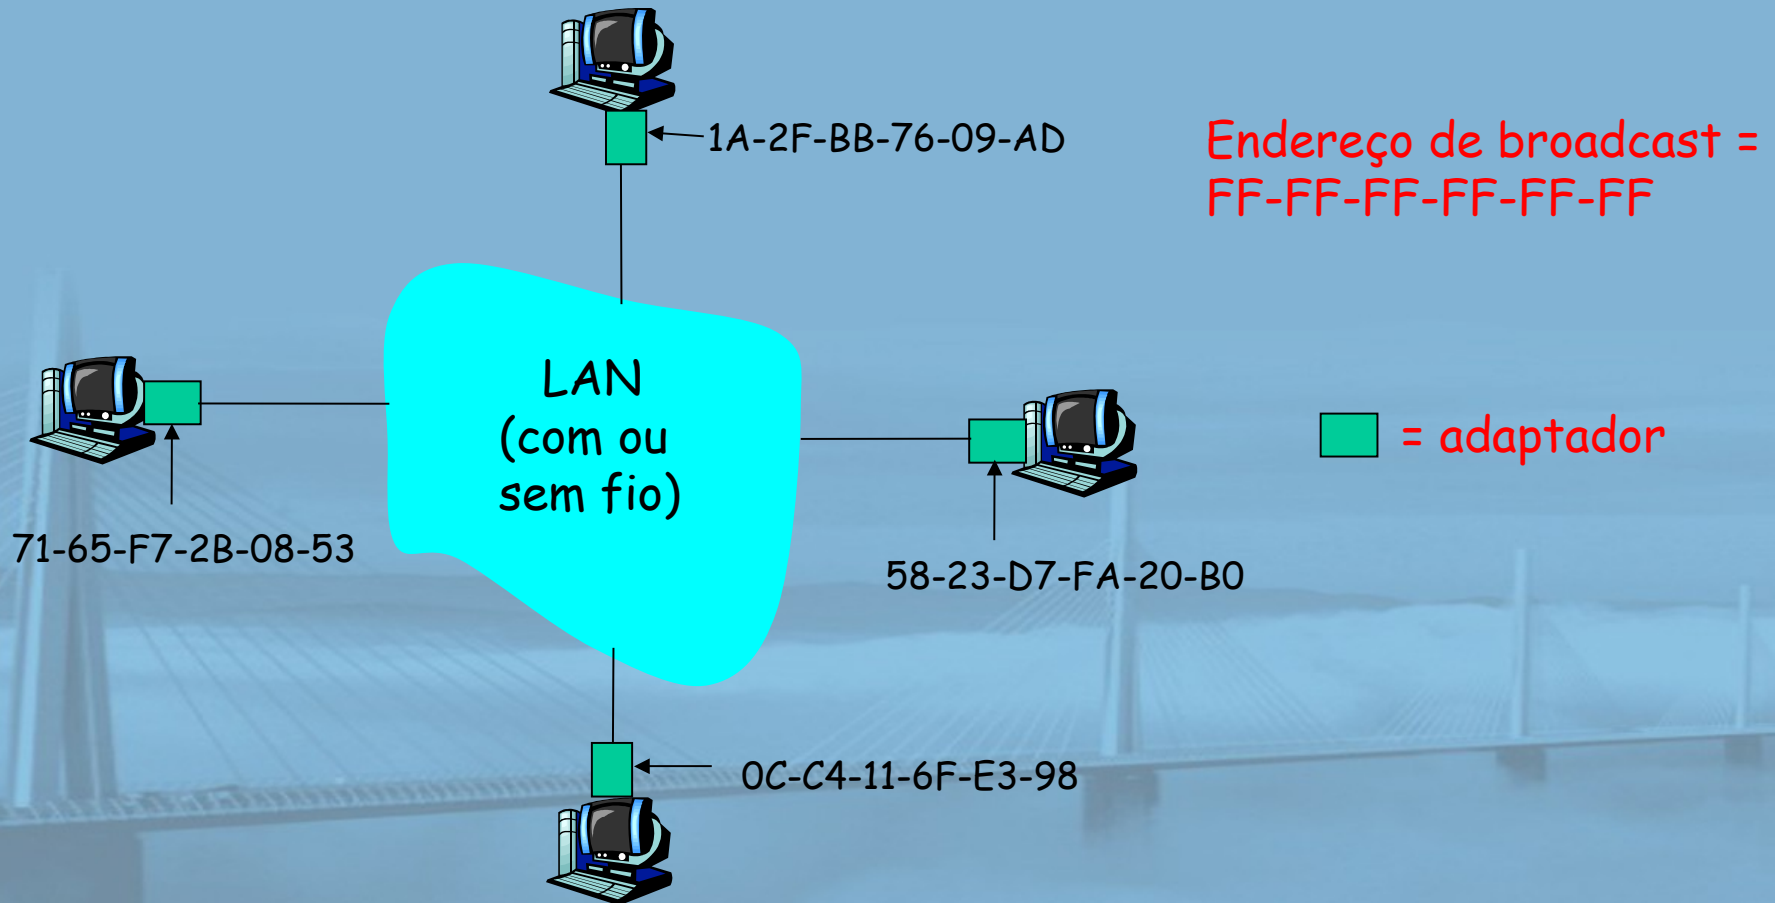 1A-2F-BB-76-09-AD
Endereço de broadcast =
FF-FF-FF-FF-FF-FF
LAN
(com ou
sem fio)
= adaptador
71-65-F7-2B-08-53
58-23-D7-FA-20-B0
0C-C4-11-6F-E3-98